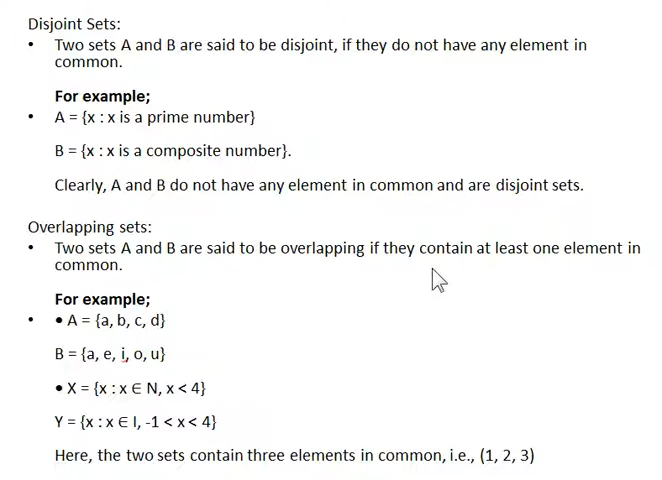 Disjoint Sets:
• Two sets A and B are said to be disjoint, if they do not have any element in
common.
For example;
• A = {x : x is a prime number}
B = {x : x is a composite number}.
Clearly, A and B do not have any element in common and are disjoint sets.
Overlapping sets:
• Two sets A and B are said to be overlapping if they contain at least one element in
common.
For example;
• • A = {a, b, c, d}
B = {a, e, i, o, u}
• X = {x : x ∈ N, x < 4}
Y = {x : x ∈ I, -1 < x < 4}
Here, the two sets contain three elements in common, i.e., (1, 2, 3)